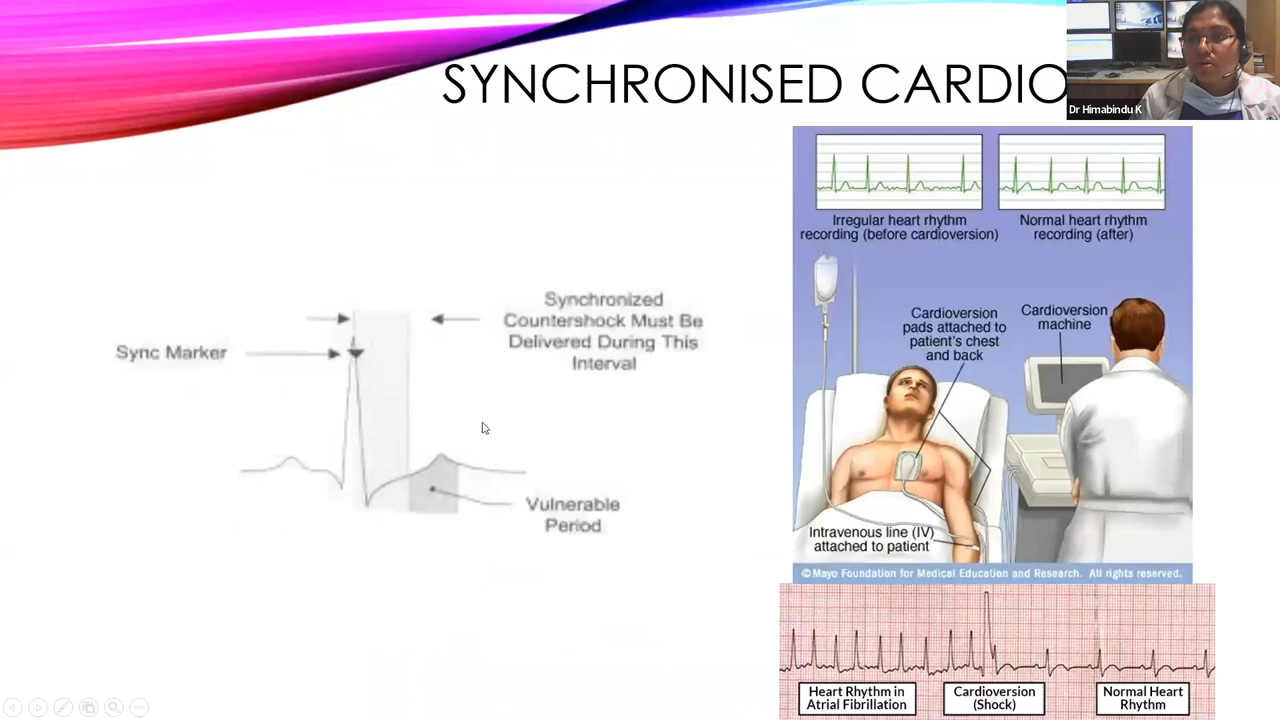 SYNCHRONISED CARDIO
Dr Himabindu K
Irregular heart rhythm
recording (before cardioversion)
Normal heart rhythm
recording (after)
Synchronized
Countershock Must Be
Delivered During This
Interval
Sync Marker
Vulnerable
Period
Cardioversion
pads attached to
patient's chest
and back
Cardioversion
machine
Intravenous line (IV)
attached to patient
©Mayo Foundation for Medical Education and Research. All rights reserved.
Heart Rhythm in
Atrial Fibrillation
Cardioversion
(Shock)
Normal Heart
Rhythm